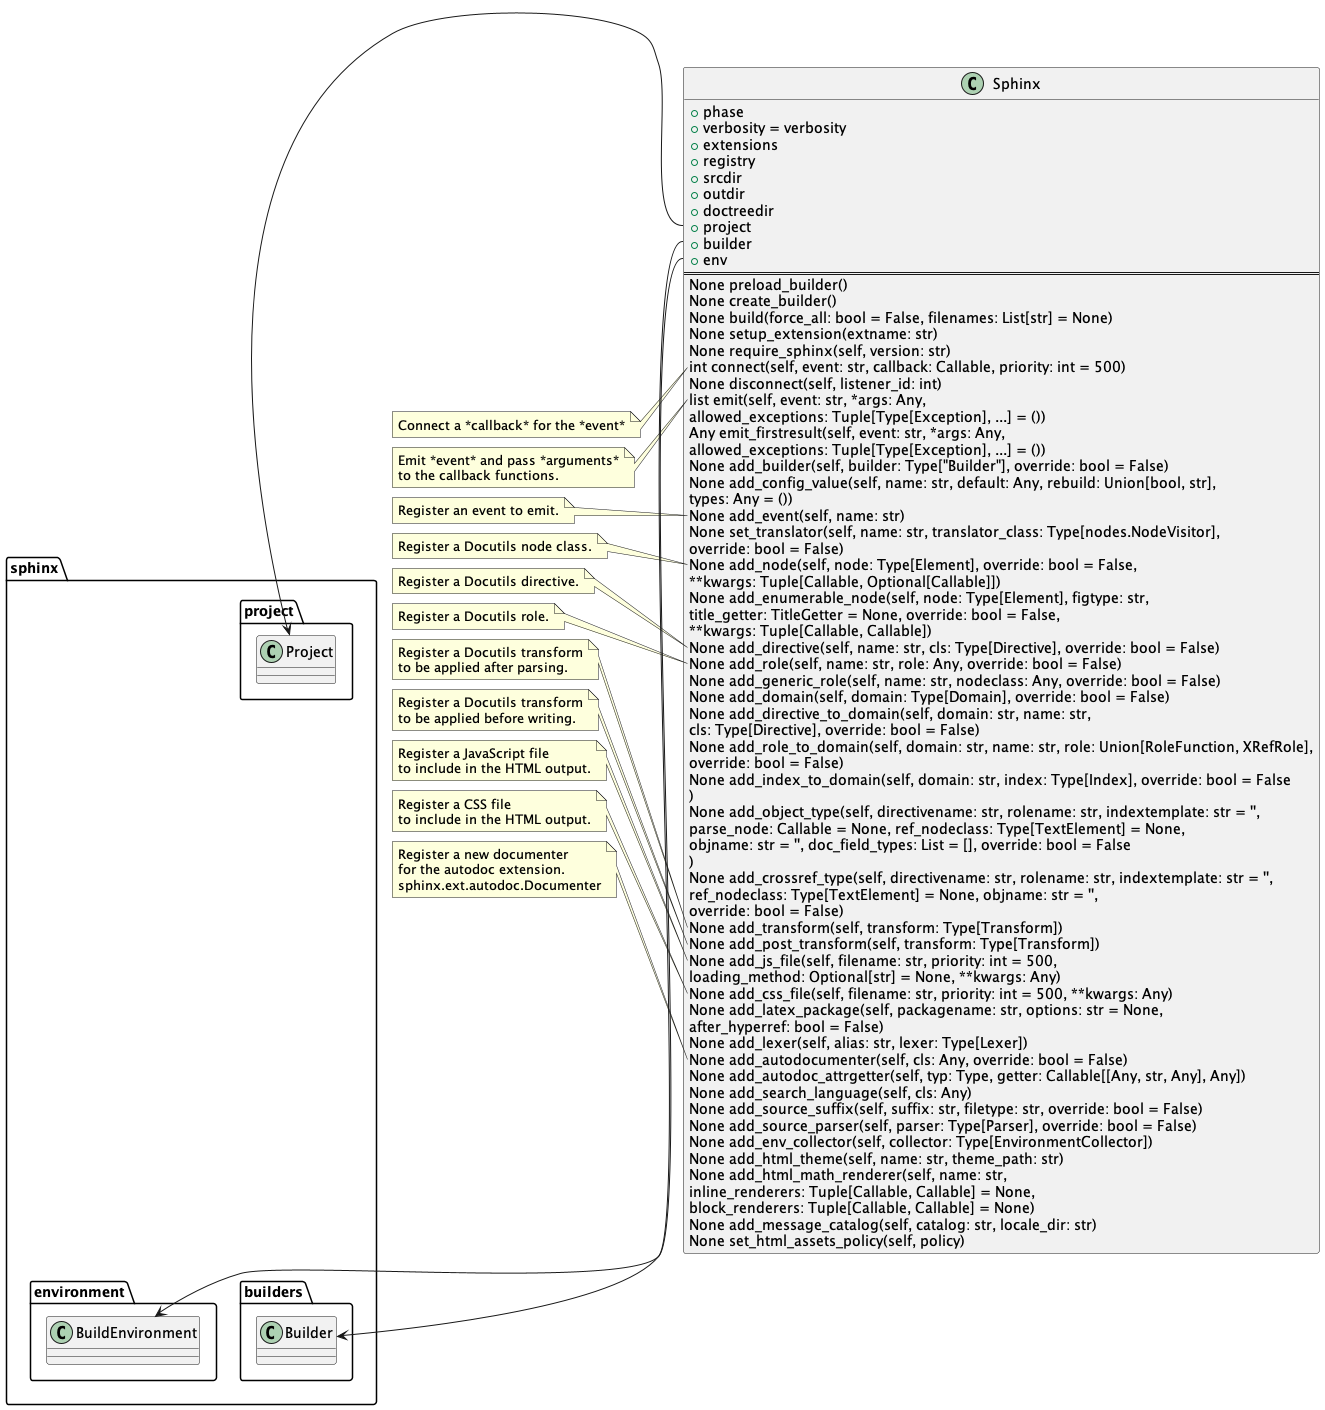 C Sphinx
phase
verbosity = verbosity
extensions
registry
srcdir
outdir
doctreedir
project
builder
env
None preload_builder()
None create_builder()
None build(force_all: bool = False, filenames: List[str] = None)
None setup_extension(extname: str)
None require_sphinx(self, version: str)
int connect(self, event: str, callback: Callable, priority: int = 500)
None disconnect(self, listener_id: int)
list emit(self, event: str, *args: Any,
allowed_exceptions: Tuple[Type[Exception], ...] = ())
Any emit_firstresult(self, event: str, *args: Any,
allowed_exceptions: Tuple[Type[Exception], ...] = ())
None add_builder(self, builder: Type["Builder"], override: bool = False)
None add_config_value(self, name: str, default: Any, rebuild: Union[bool, str],
types: Any = ())
None add_event(self, name: str)
None set_translator(self, name: str, translator_class: Type[nodes.NodeVisitor],
override: bool = False)
None add_node(self, node: Type[Element], override: bool = False,
**kwargs: Tuple[Callable, Optional[Callable]])
None add_enumerable_node(self, node: Type[Element], figtype: str,
title_getter: TitleGetter = None, override: bool = False,
**kwargs: Tuple[Callable, Callable])
None add_directive(self, name: str, cls: Type[Directive], override: bool = False)
None add_role(self, name: str, role: Any, override: bool = False)
None add_generic_role(self, name: str, nodeclass: Any, override: bool = False)
None add_domain(self, domain: Type[Domain], override: bool = False)
None add_directive_to_domain(self, domain: str, name: str,
cls: Type[Directive], override: bool = False)
None add_role_to_domain(self, domain: str, name: str, role: Union[RoleFunction, XRefRole],
override: bool = False)
None add_index_to_domain(self, domain: str, index: Type[Index], override: bool = False
)
None add_object_type(self, directivename: str, rolename: str, indextemplate: str = '',
parse_node: Callable = None, ref_nodeclass: Type[TextElement] = None,
objname: str = '', doc_field_types: List = [], override: bool = False
)
None add_crossref_type(self, directivename: str, rolename: str, indextemplate: str = '',
ref_nodeclass: Type[TextElement] = None, objname: str = '',
override: bool = False)
None add_transform(self, transform: Type[Transform])
None add_post_transform(self, transform: Type[Transform])
None add_js_file(self, filename: str, priority: int = 500,
loading_method: Optional[str] = None, **kwargs: Any)
None add_css_file(self, filename: str, priority: int = 500, **kwargs: Any)
None add_latex_package(self, packagename: str, options: str = None,
after_hyperref: bool = False)
None add_lexer(self, alias: str, lexer: Type[Lexer])
None add_autodocumenter(self, cls: Any, override: bool = False)
None add_autodoc_attrgetter(self, typ: Type, getter: Callable[[Any, str, Any], Any])
None add_search_language(self, cls: Any)
None add_source_suffix(self, suffix: str, filetype: str, override: bool = False)
None add_source_parser(self, parser: Type[Parser], override: bool = False)
None add_env_collector(self, collector: Type[EnvironmentCollector])
None add_html_theme(self, name: str, theme_path: str)
None add_html_math_renderer(self, name: str,
inline_renderers: Tuple[Callable, Callable] = None,
block_renderers: Tuple[Callable, Callable] = None)
None add_message_catalog(self, catalog: str, locale_dir: str)
None set_html_assets_policy(self, policy)
Connect a *callback* for the *event*
Emit *event* and pass *arguments*
to the callback functions.
Register an event to emit.
Register a Docutils node class.
Register a Docutils directive.
Register a Docutils role.
Register a Docutils transform
to be applied after parsing.
Register a Docutils transform
to be applied before writing.
Register a JavaScript file
to include in the HTML output.
Register a CSS file
to include in the HTML output.
Register a new documenter
for the autodoc extension.
sphinx.ext.autodoc.Documenter
sphinx
project
C Project
environment
C BuildEnvironment
builders
C Builder